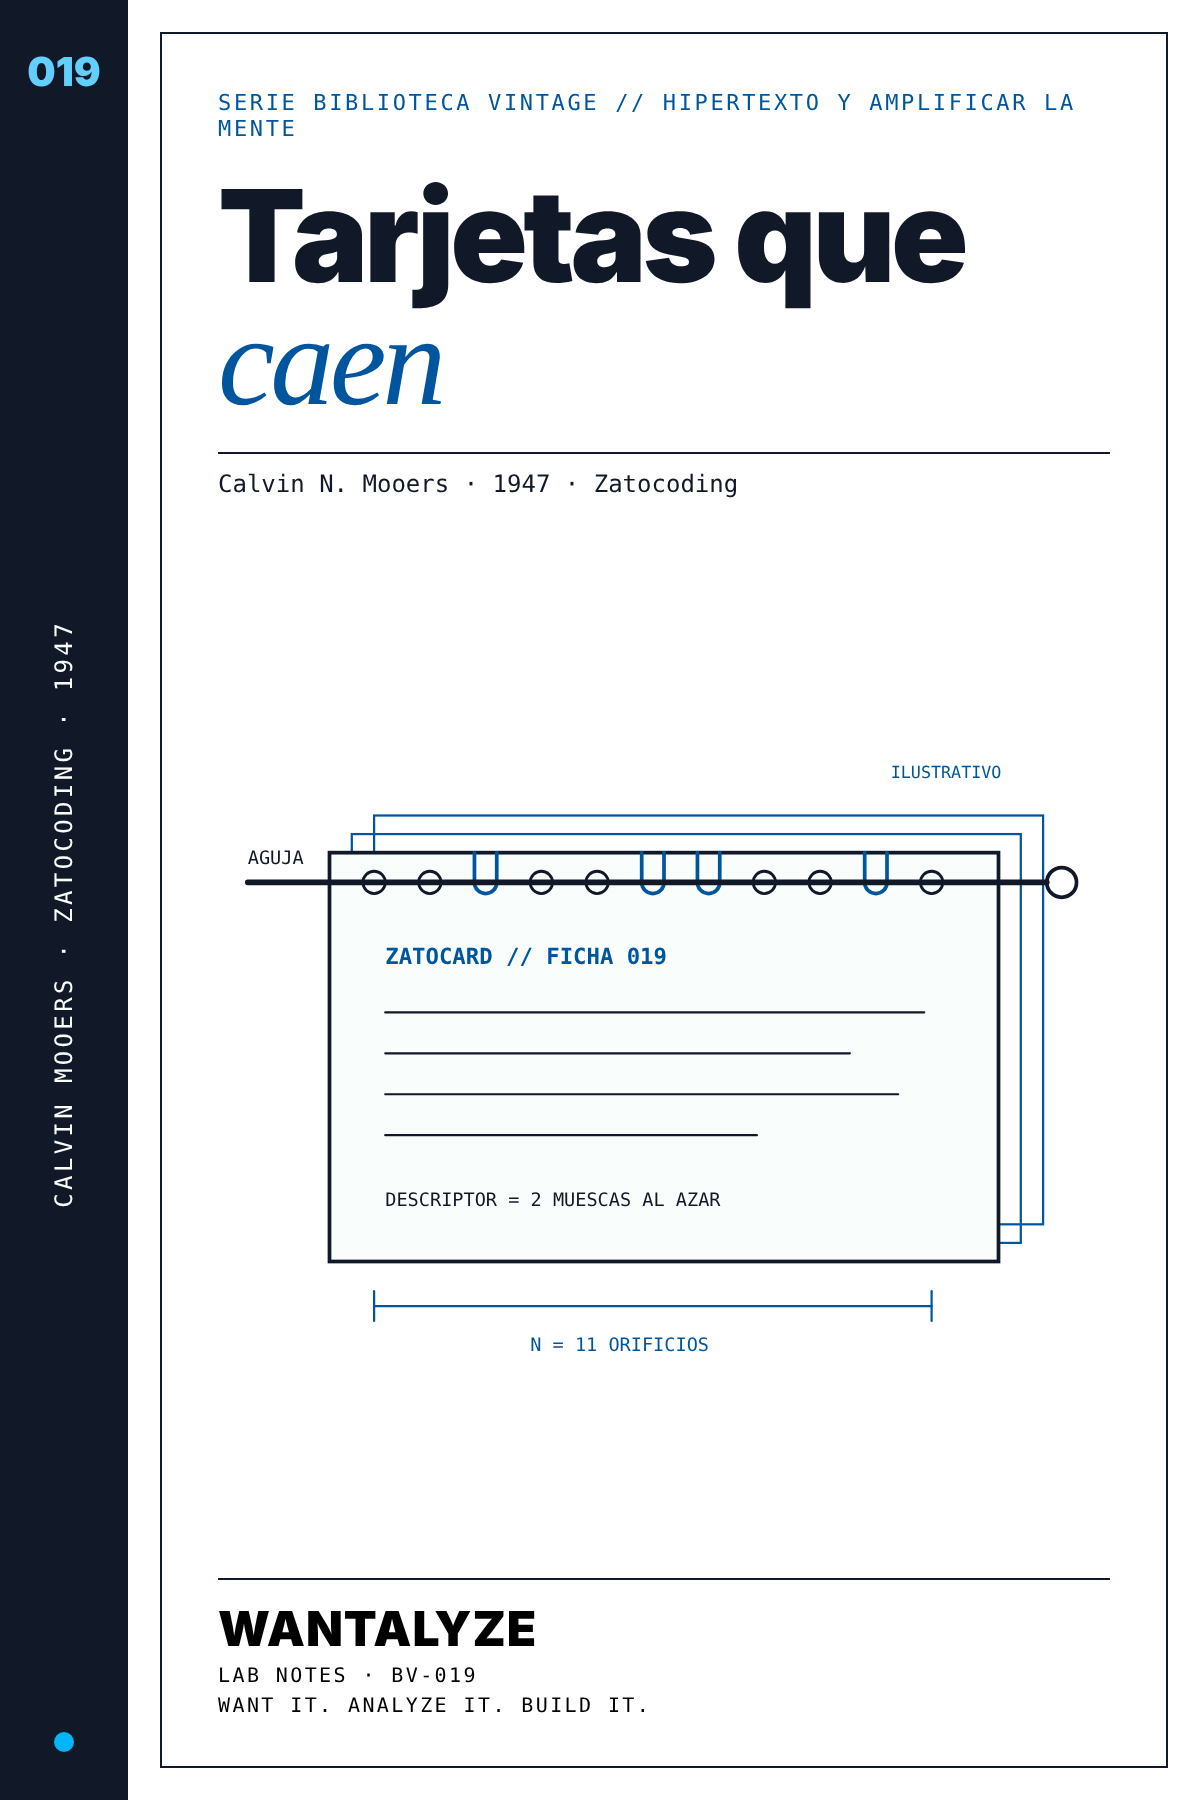 019
CALVIN MOOERS · ZATOCODING · 1947
SERIE BIBLIOTECA VINTAGE // HIPERTEXTO Y AMPLIFICAR LA
MENTE
Tarjetas que
caen
Calvin N. Mooers · 1947 · Zatocoding
ILUSTRATIVO
AGUJA
ZATOCARD // FICHA 019
DESCRIPTOR = 2 MUESCAS AL AZAR
N = 11 ORIFICIOS
WANTALYZE
LAB NOTES · BV-019
WANT IT. ANALYZE IT. BUILD IT.